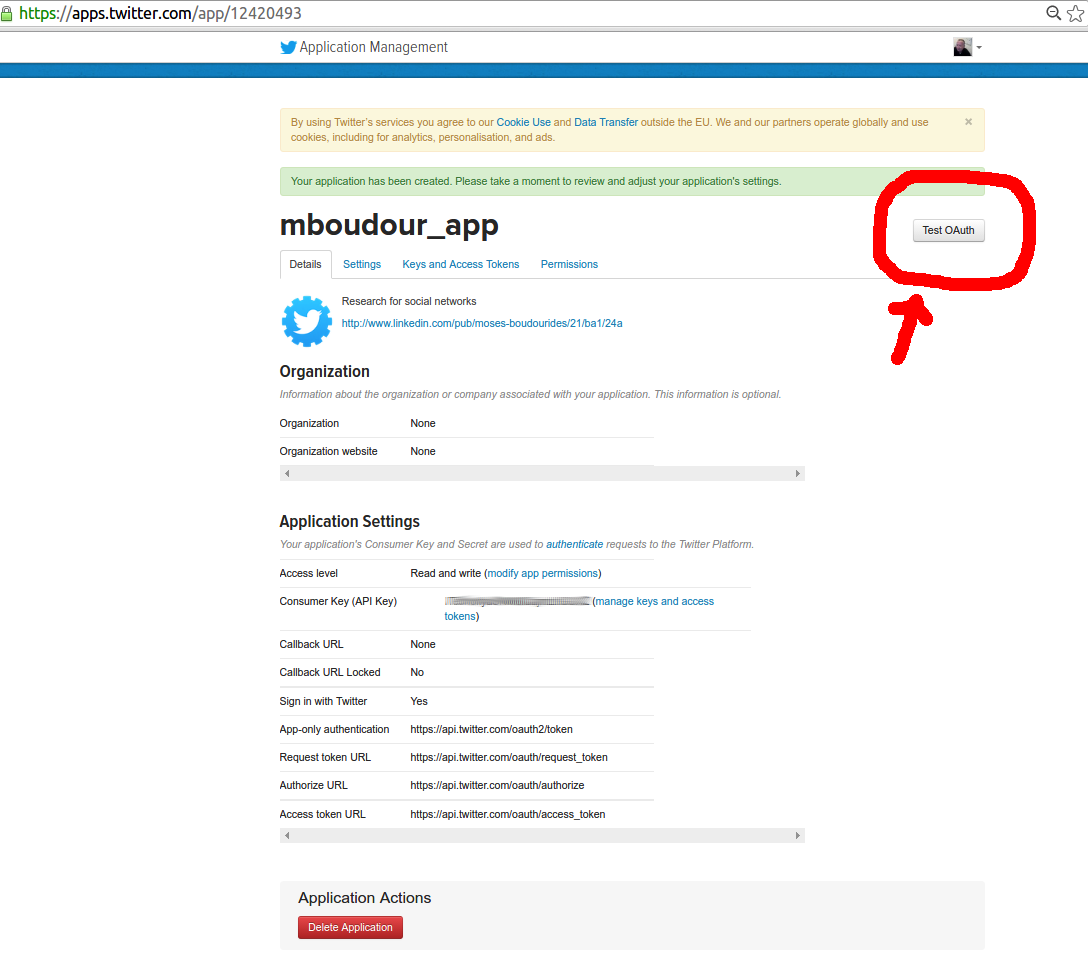 https://apps.twitter.com/app/12420493
Application Management
By using Twitter's services you agree to our Cookie Use and Data Transfer outside the EU. We and our partners operate globally and use
cookies, including for analytics, personalisation, and ads.
×
Your application has been created. Please take a moment to review and adjust your application's settings.
mboudour_app
Test OAuth
Details Settings Keys and Access Tokens Permissions
Research for social networks
http://www.linkedin.com/pub/moses-boudourides/21/ba1/24a
Organization
Information about the organization or company associated with your application. This information is optional.
Organization None
Organization website None
Application Settings
Your application's Consumer Key and Secret are used to authenticate requests to the Twitter Platform.
Access level Read and write (modify app permissions)
Consumer Key (API Key) (manage keys and access
tokens)
Callback URL None
Callback URL Locked No
Sign in with Twitter Yes
App-only authentication https://api.twitter.com/oauth2/token
Request token URL https://api.twitter.com/oauth/request_token
Authorize URL https://api.twitter.com/oauth/authorize
Access token URL https://api.twitter.com/oauth/access_token
Application Actions
Delete Application